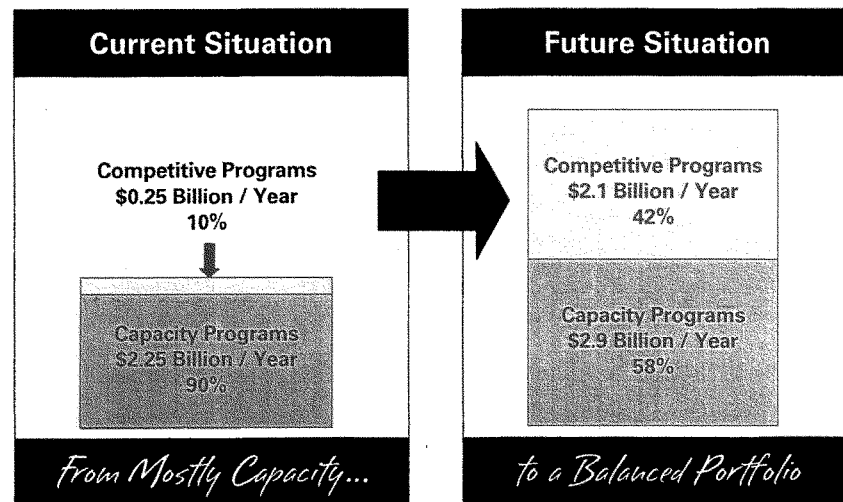 Current Situation
Competitive Programs
$0.25 Billion / Year
10%
Capacity Programs
$2.25 Billion / Year
90%
From Mostly Capacity...
Future Situation
Competitive Programs
$2.1 Billion / Year
42%
Capacity Programs
$2.9 Billion / Year
58%
to a Balanced Portfolio